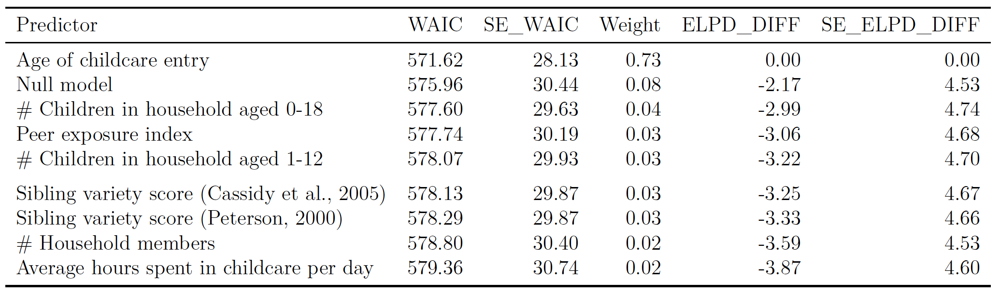 Predictor WAIC SE_WAIC Weight ELPD_DIFF SE_ELPD_DIFF
Age of childcare entry 571.62 28.13 0.73 0.00 0.00
Null model 575.96 30.44 0.08 -2.17 4.53
# Children in household aged 0-18 577.60 29.63 0.04 -2.99 4.74
Peer exposure index 577.74 30.19 0.03 -3.06 4.68
# Children in household aged 1-12 578.07 29.93 0.03 -3.22 4.70
Sibling variety score (Cassidy et al., 2005) 578.13 29.87 0.03 -3.25 4.67
Sibling variety score (Peterson, 2000) 578.29 29.87 0.03 -3.33 4.66
# Household members 578.80 30.40 0.02 -3.59 4.53
Average hours spent in childcare per day 579.36 30.74 0.02 -3.87 4.60